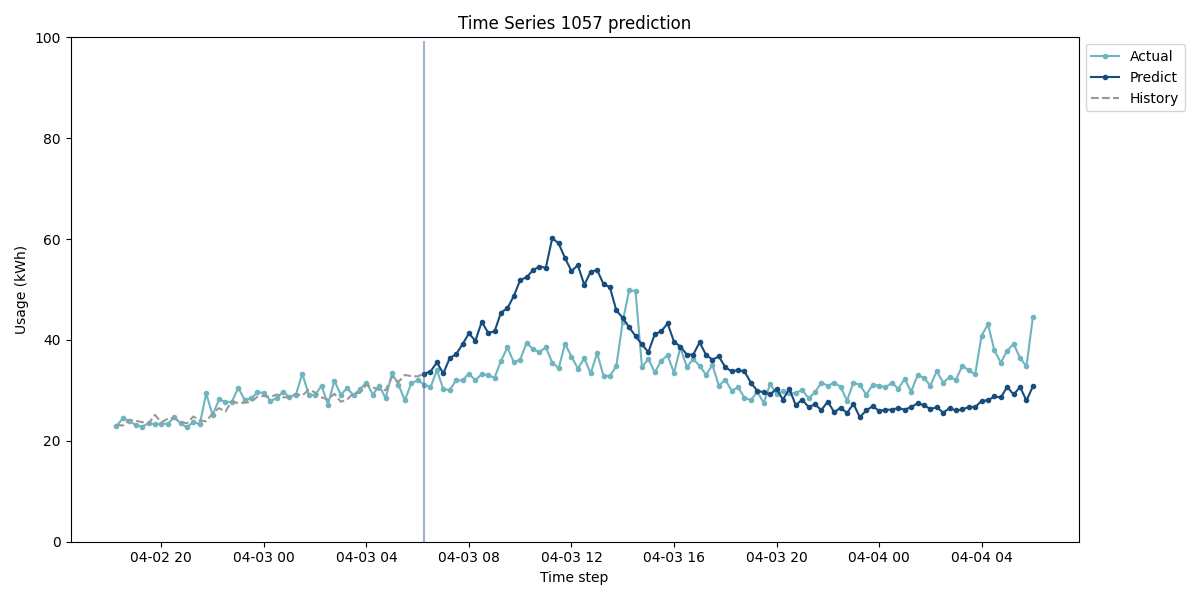 Time Series 1057 prediction
100
80
60
40
20
0
Usage (kWh)
04-02 20
04-03 00
04-03 04
04-03 08
04-03 12
04-03 16
04-03 20
04-04 00
04-04 04
Time step
Actual
Predict
History